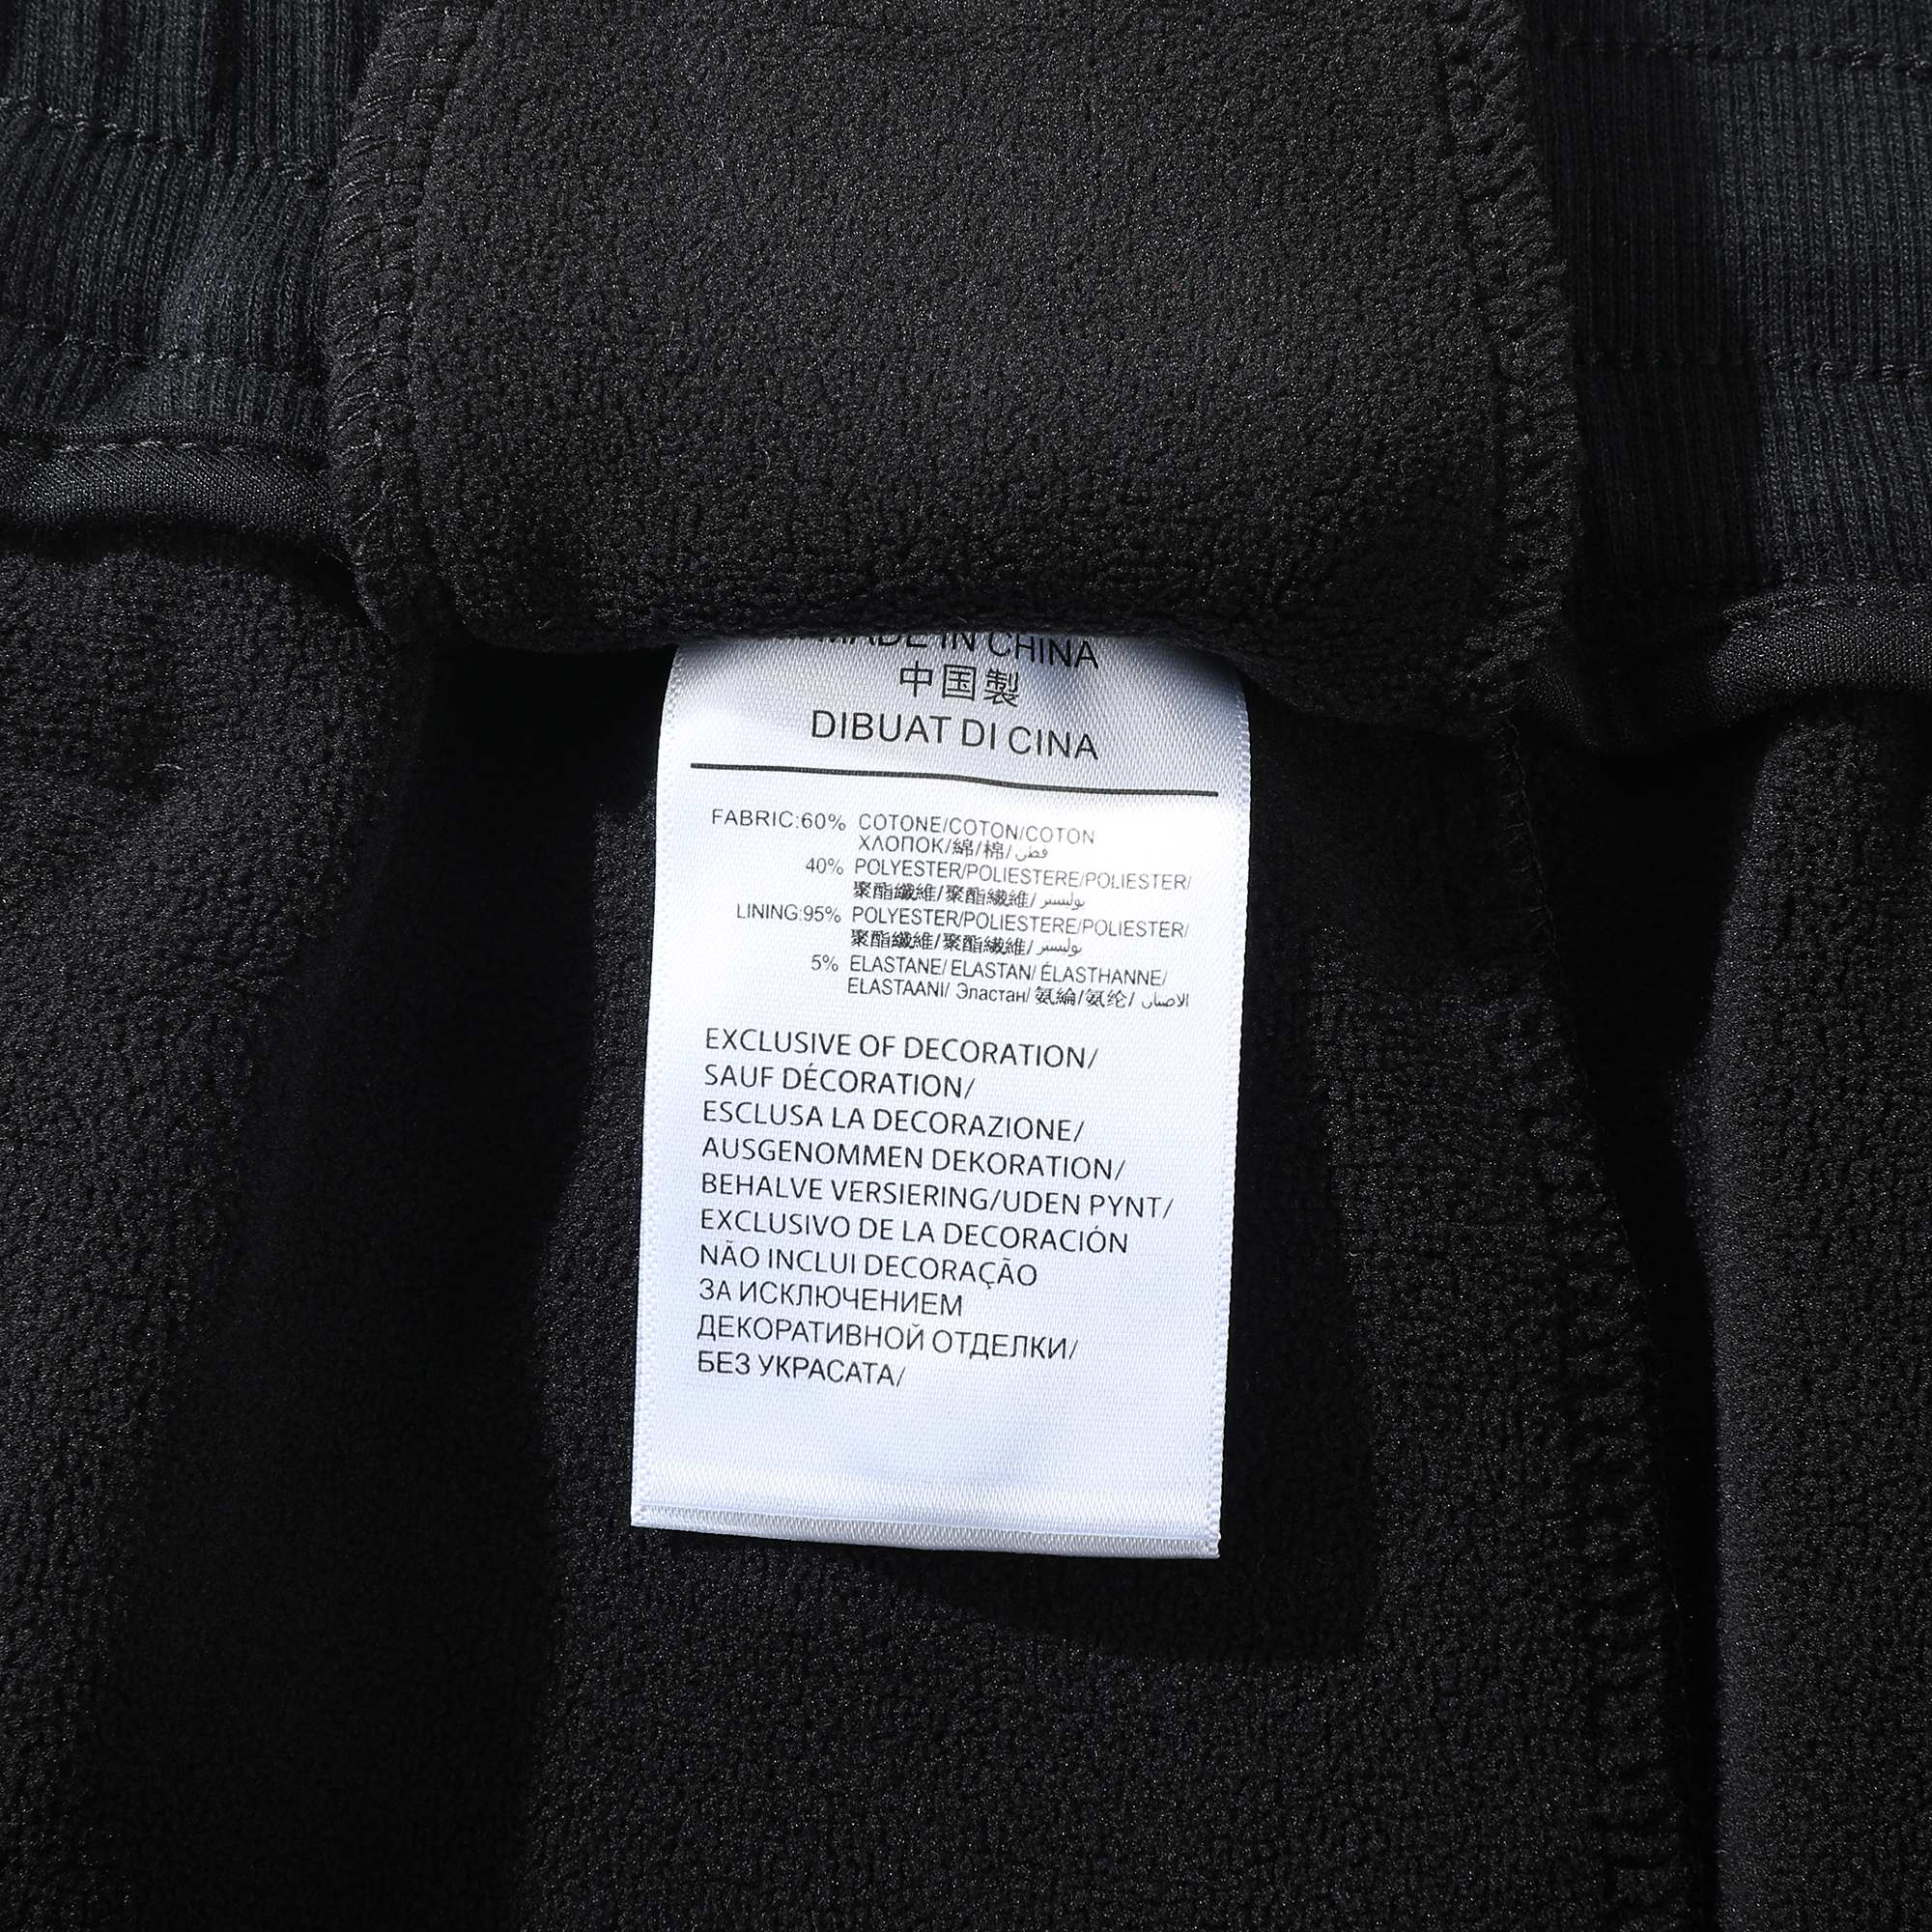 MADE IN CHINA
中国製
DIBUAT DI CINA
FABRIC:60% COTONE/COTON/COTON
ХЛОПОК/綿/棉/قطن
40% POLYESTER/POLIESTERE/POLIESTER/
聚酯纖維/聚酯纖維/بوليستر
LINING:95% POLYESTER/POLIESTERE/POLIESTER/
聚酯纖維/聚酯纖維/بوليستر
5% ELASTANE/ ELASTAN/ ÉLASTHANNE/
ELASTAANI/ Эластан/ 氨綸/氨纶/
EXCLUSIVE OF DECORATION/
SAUF DÉCORATION/
ESCLUSA LA DECORAZIONE/
AUSGENOMMEN DEKORATION/
BEHALVE VERSIERING/UDEN PYNT/
EXCLUSIVO DE LA DECORACIÓN
NÃO INCLUI DECORAÇÃO
ЗА ИСКЛЮЧЕНИЕМ
ДЕКОРАТИВНОЙ ОТДЕЛКИ/
БЕЗ УКРАСАТА/